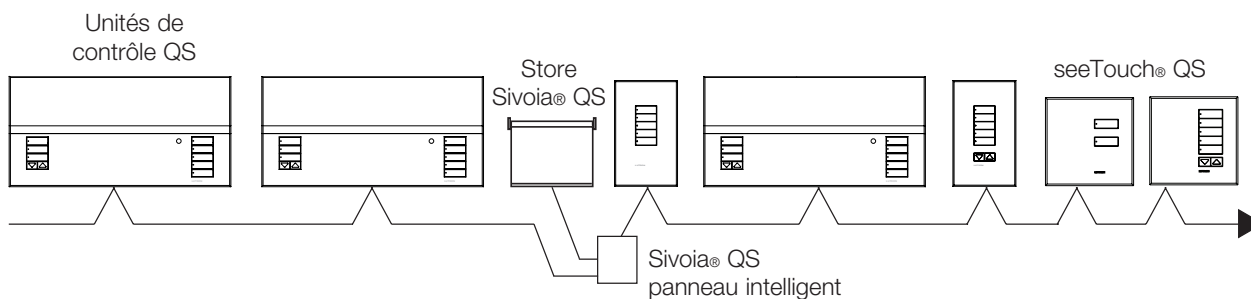 Unités de
contrôle QS
Store
Sivoia® QS
seeTouch® QS
Sivoia® QS
panneau intelligent